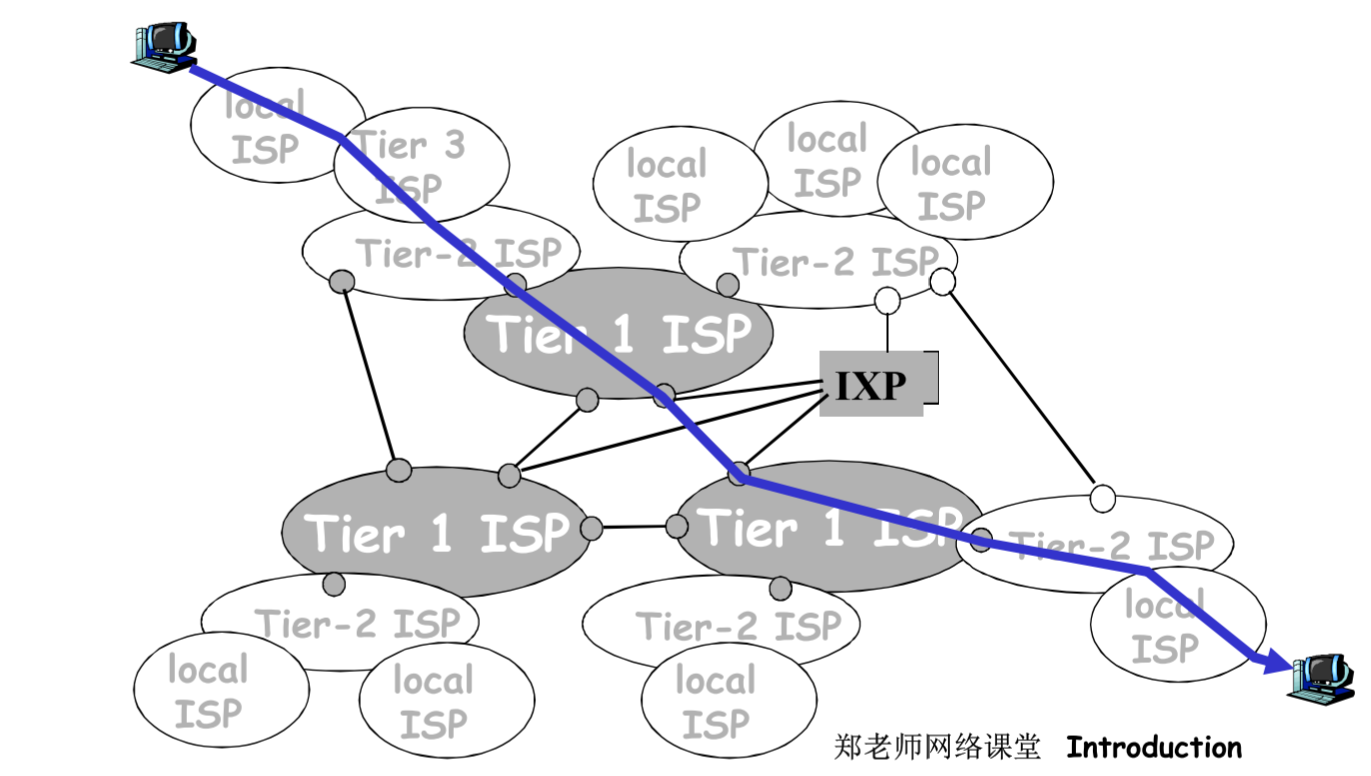 local
ISP
Tier 3
ISP
local
ISP
local
ISP
local
ISP
Tier-2 ISP
Tier-2 ISP
Tier 1 ISP
IXP
Tier 1 ISP
Tier 1 ISP
Tier-2 ISP
Tier-2 ISP
Tier-2 ISP
local
ISP
local
ISP
local
ISP
local
ISP
郑老师网络课堂 Introduction